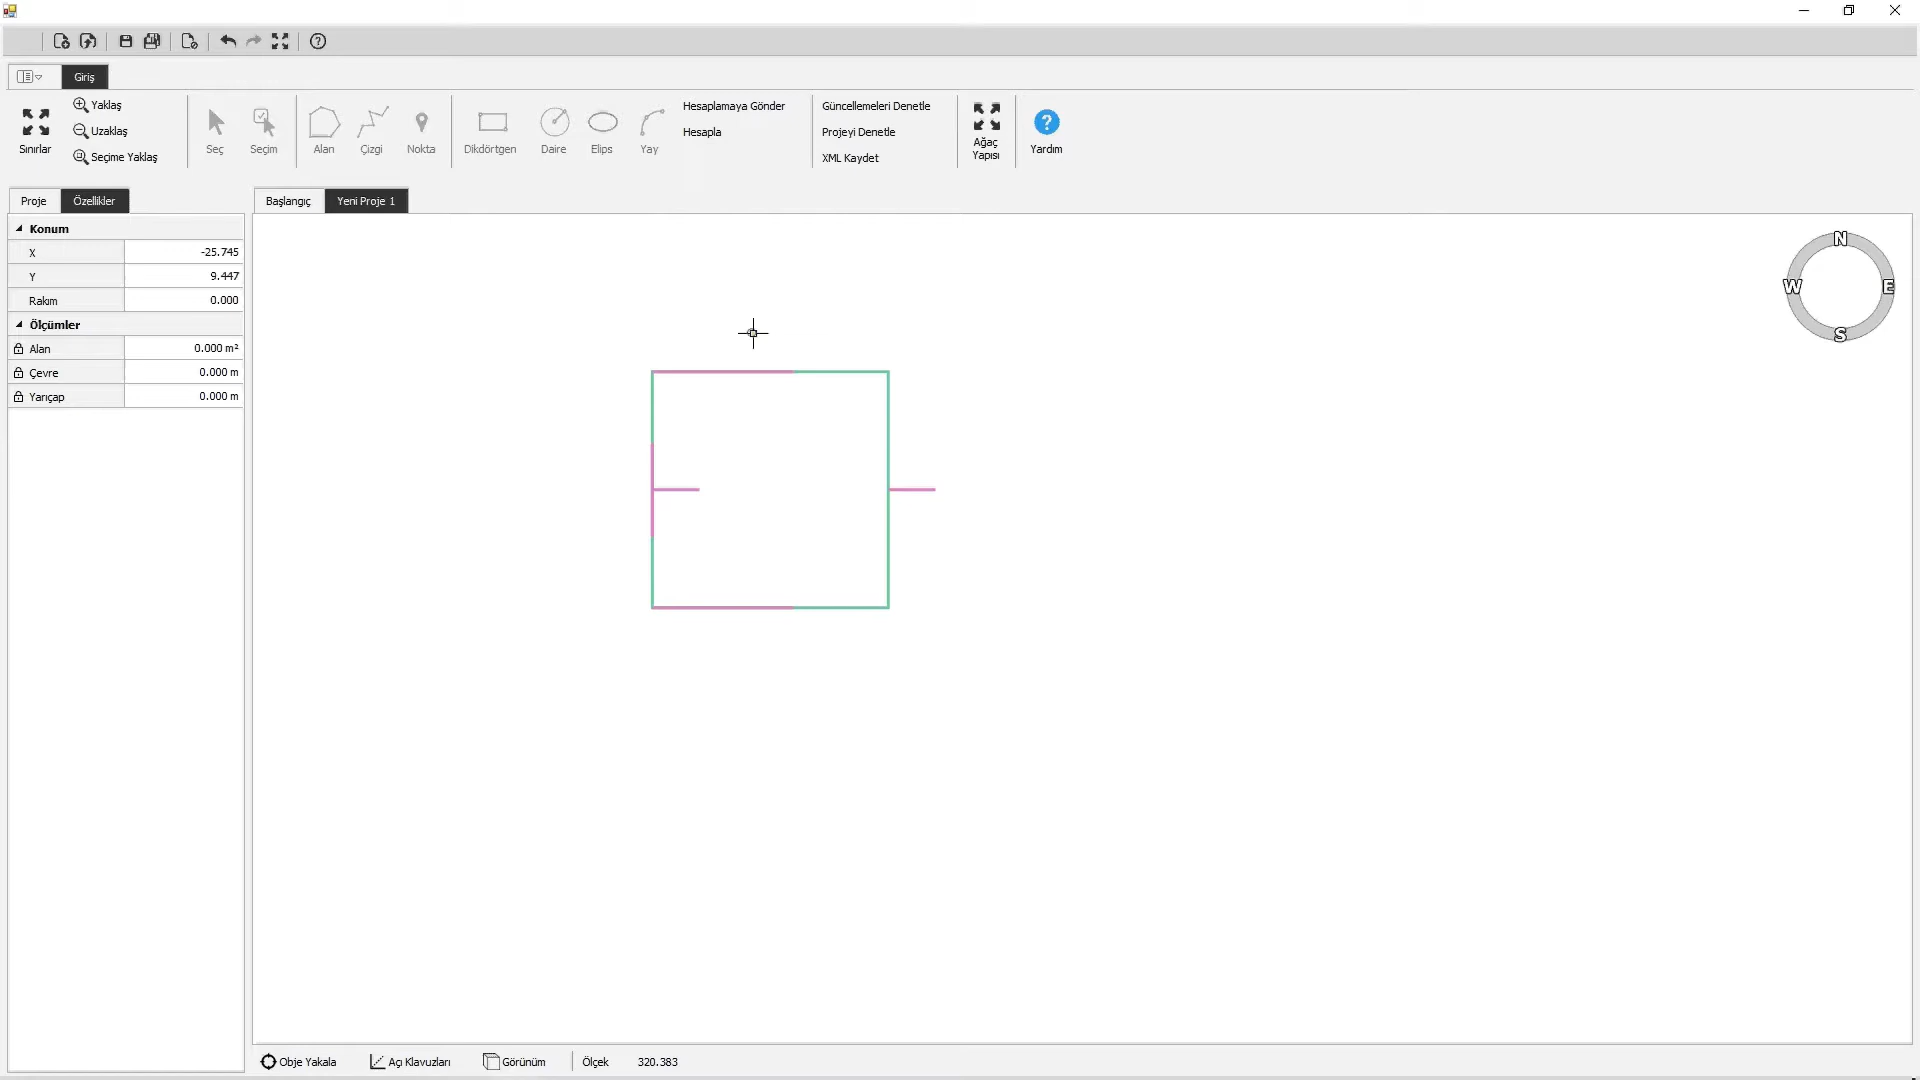 Giriş
Yaklaş
Uzaklaş
Seçime Yaklaş
Sınırlar
Seç
Seçim
Alan
Çizgi
Nokta
Dikdörtgen
Daire
Elips
Yay
Hesaplamaya Gönder
Hesapla
Güncellemeleri Denetle
Projeyi Denetle
XML Kaydet
Ağaç
Yapısı
Yardım
Proje
Özellikler
Başlangıç
Yeni Proje 1
Konum
X -25.745
Y 9.447
Rakım 0.000
Ölçümler
Alan 0.000 m²
Çevre 0.000 m
Yarıçap 0.000 m
N
W
E
S
Obje Yakala
Açı Klavuzları
Görünüm
Ölçek 320.383